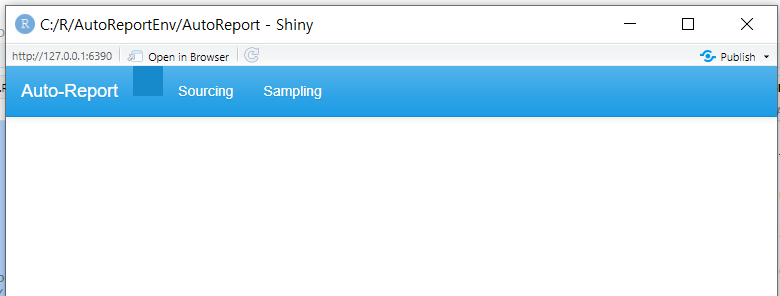 R C:/R/AutoReportEnv/AutoReport - Shiny
http://127.0.0.1:6390 Open in Browser Publish
Auto-Report Sourcing Sampling